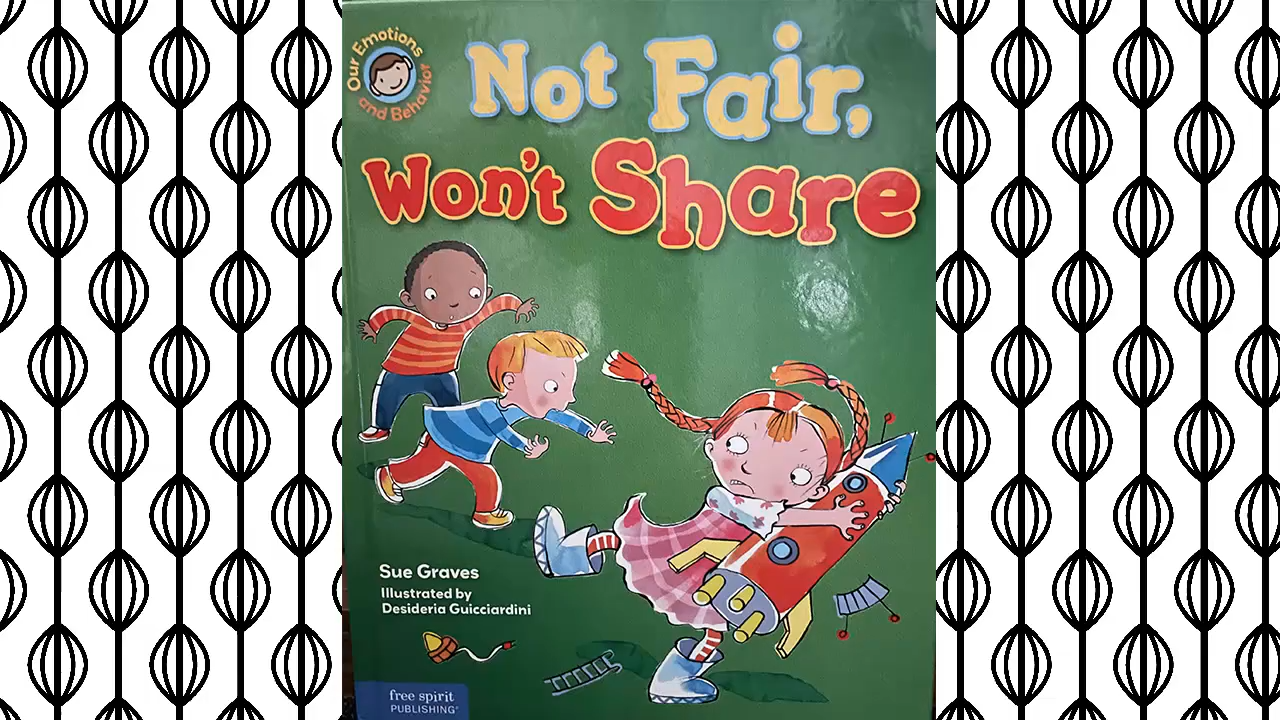 Our Emotions
and Behavior
Not Fair,
Won't Share
Sue Graves
Illustrated by
Desideria Guicciardini
free spirit
PUBLISHING®